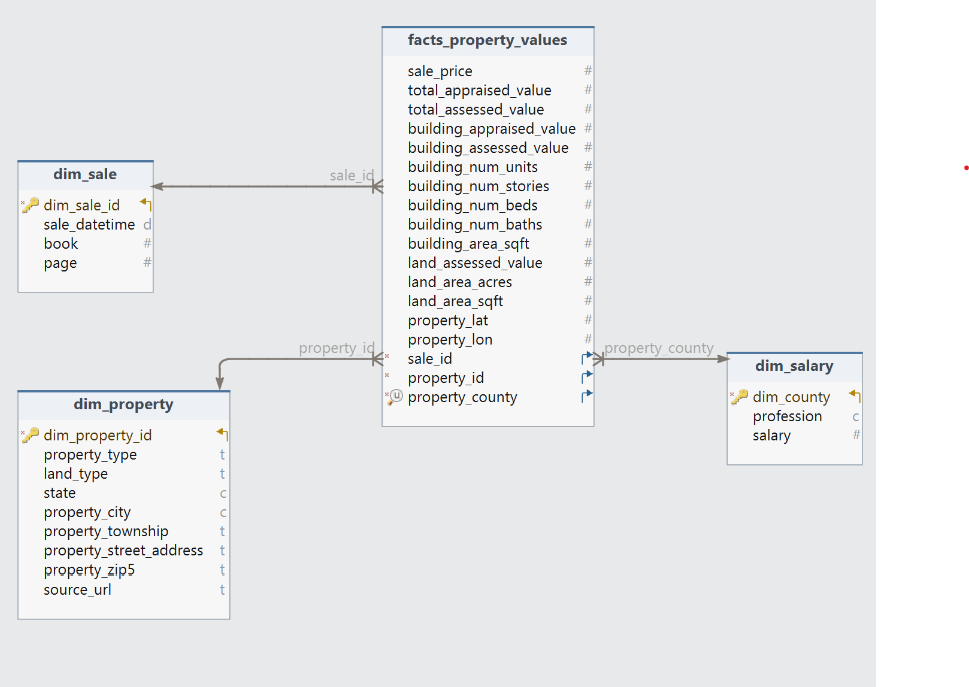 facts_property_values
sale_price #
total_appraised_value #
total_assessed_value #
building_appraised_value #
building_assessed_value #
building_num_units #
building_num_stories #
building_num_beds #
building_num_baths #
building_area_sqft #
land_assessed_value #
land_area_acres #
land_area_sqft #
property_lat #
property_lon #
sale_id
property_id
u property_county
sale_id
dim_sale
dim_sale_id
sale_datetime d
book #
page #
property_id
dim_property
dim_property_id
property_type t
land_type t
state c
property_city c
property_township t
property_street_address t
property_zip5 t
source_url t
property_county
dim_salary
dim_county
profession c
salary #